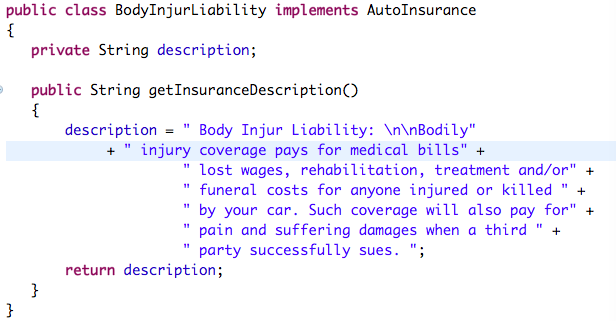 public class BodyInjurLiability implements AutoInsurance
{
private String description;
public String getInsuranceDescription()
{
description = " Body Injur Liability: \n\nBodily"
+ " injury coverage pays for medical bills" +
" lost wages, rehabilitation, treatment and/or" +
" funeral costs for anyone injured or killed " +
" by your car. Such coverage will also pay for" +
" pain and suffering damages when a third " +
" party successfully sues. ";
return description;
}
}